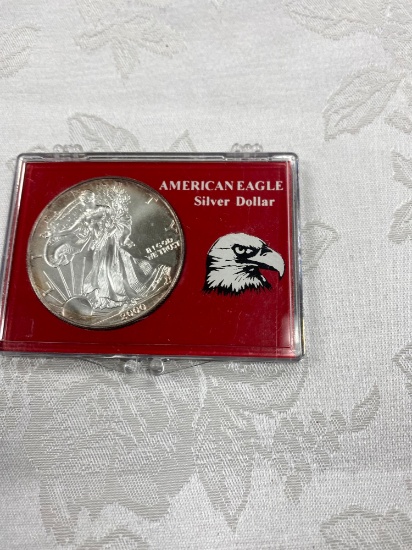 AMERICAN EAGLE
Silver Dollar
IN GOD
WE TRUST
2000